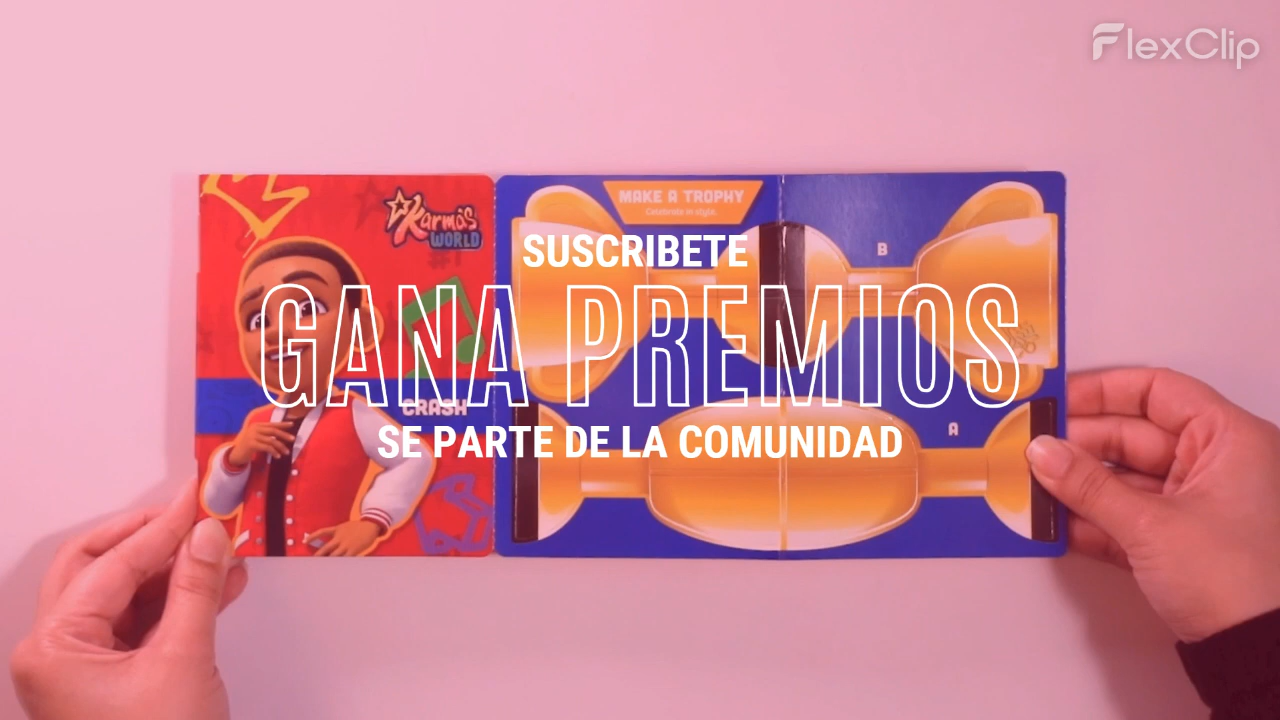 FlexClip
MAKE A TROPHY
Celebrate in style.
Karma's
WORLD
B
SUSCRIBETE
GANA PREMIOS
CRASH
A
SE PARTE DE LA COMUNIDAD